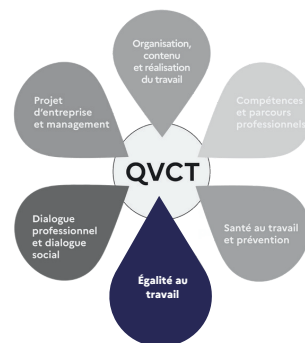 Organisation,
contenu
et réalisation
du travail
Projet
d'entreprise
et management
Compétences
et parcours
professionnels
QVCT
Dialogue
professionnel
et dialogue
social
Santé au travail
et prévention
Égalité au
travail